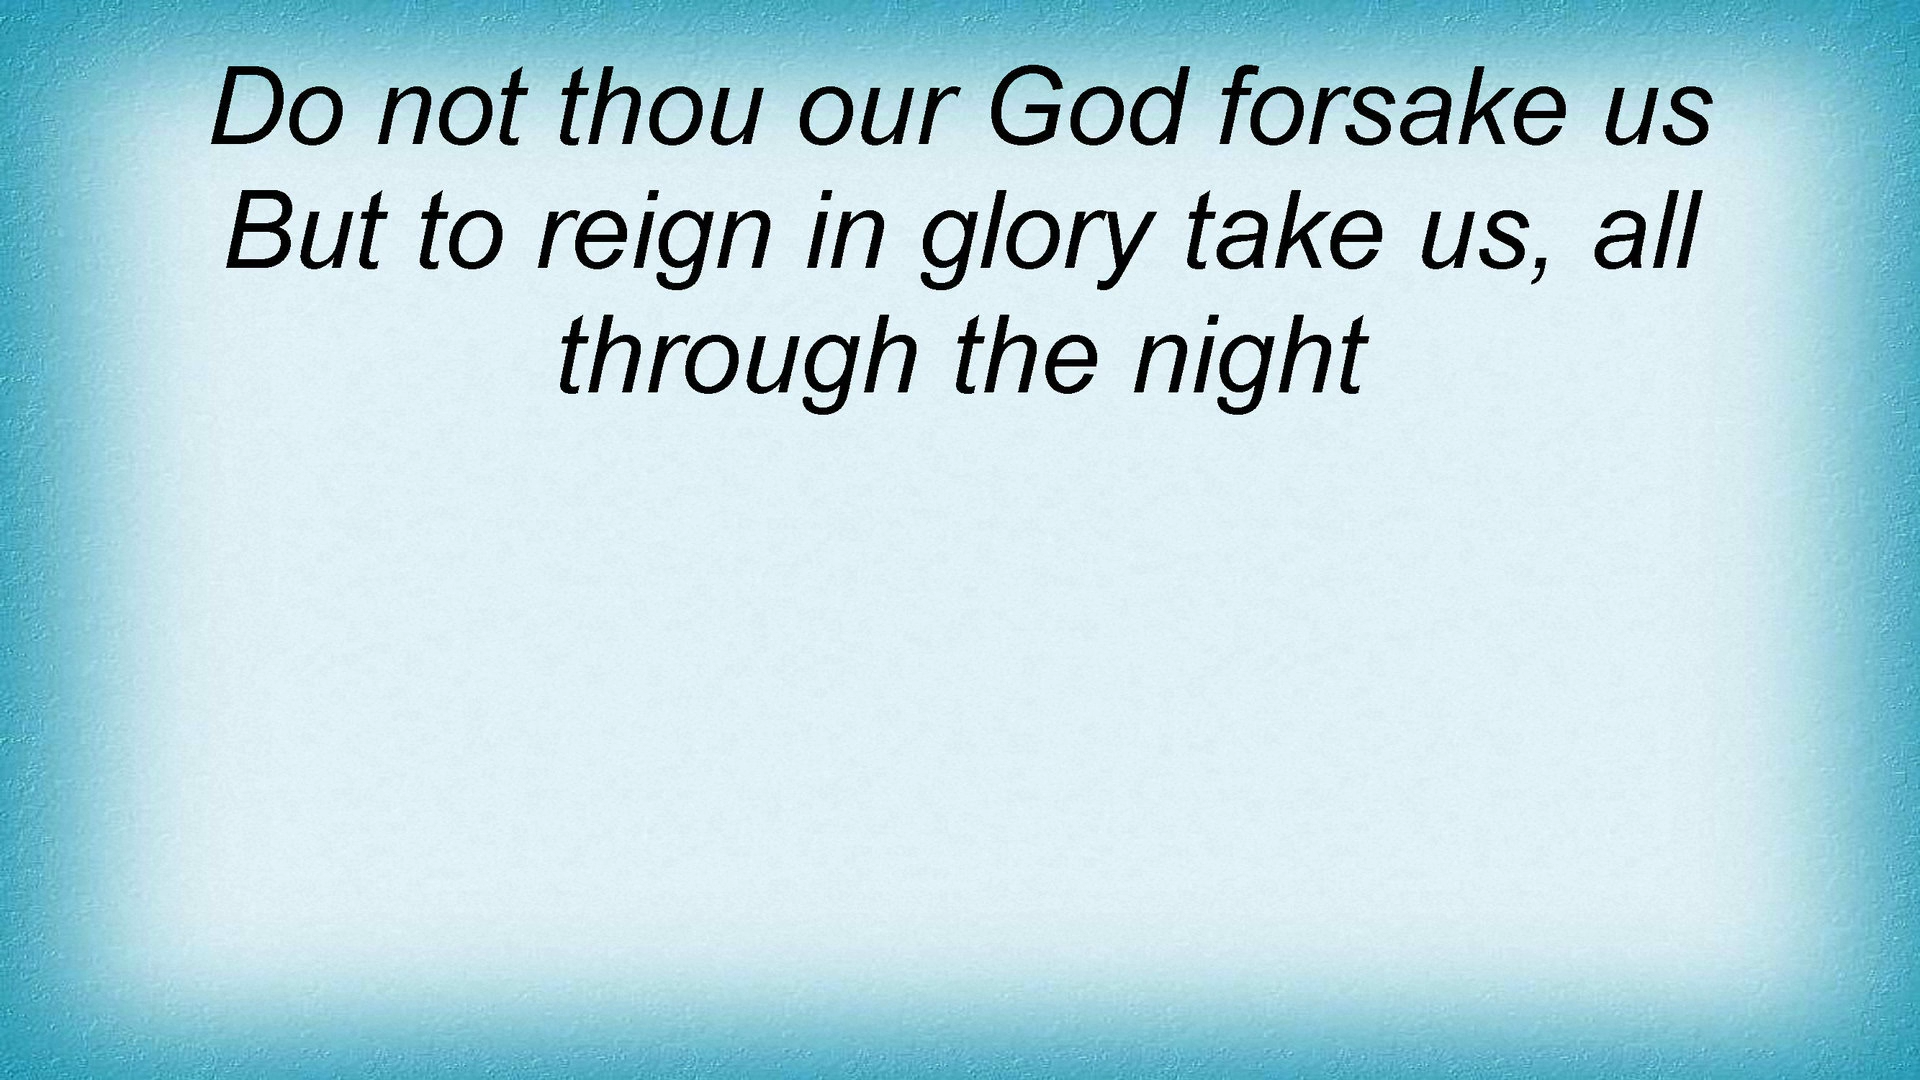 Do not thou our God forsake us
But to reign in glory take us, all
through the night